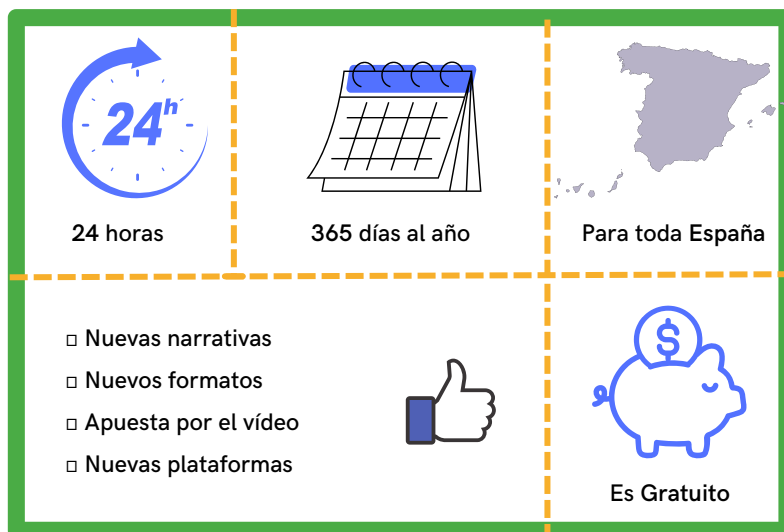 24h
24 horas
365 días al año
Para toda España
▯ Nuevas narrativas
▯ Nuevos formatos
▯ Apuesta por el vídeo
▯ Nuevas plataformas
$
Es Gratuito